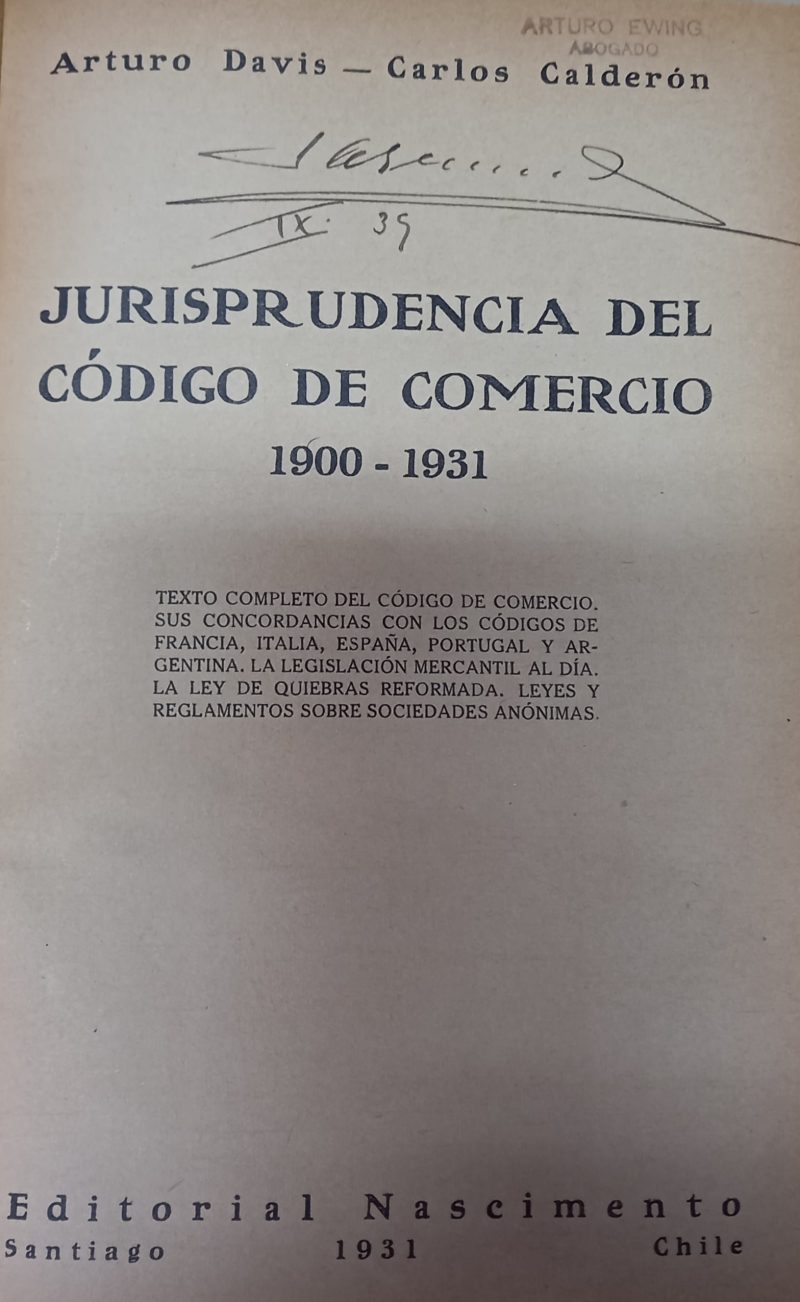 ARTURO EWING
ABOGADO
Arturo Davis — Carlos Calderón
IX. 39
JURISPRUDENCIA DEL
CÓDIGO DE COMERCIO
1900 - 1931
TEXTO COMPLETO DEL CÓDIGO DE COMERCIO.
SUS CONCORDANCIAS CON LOS CÓDIGOS DE
FRANCIA, ITALIA, ESPAÑA, PORTUGAL Y AR-
GENTINA. LA LEGISLACIÓN MERCANTIL AL DÍA.
LA LEY DE QUIEBRAS REFORMADA. LEYES Y
REGLAMENTOS SOBRE SOCIEDADES ANÓNIMAS.
Editorial Nascimento
Santiago 1931 Chile